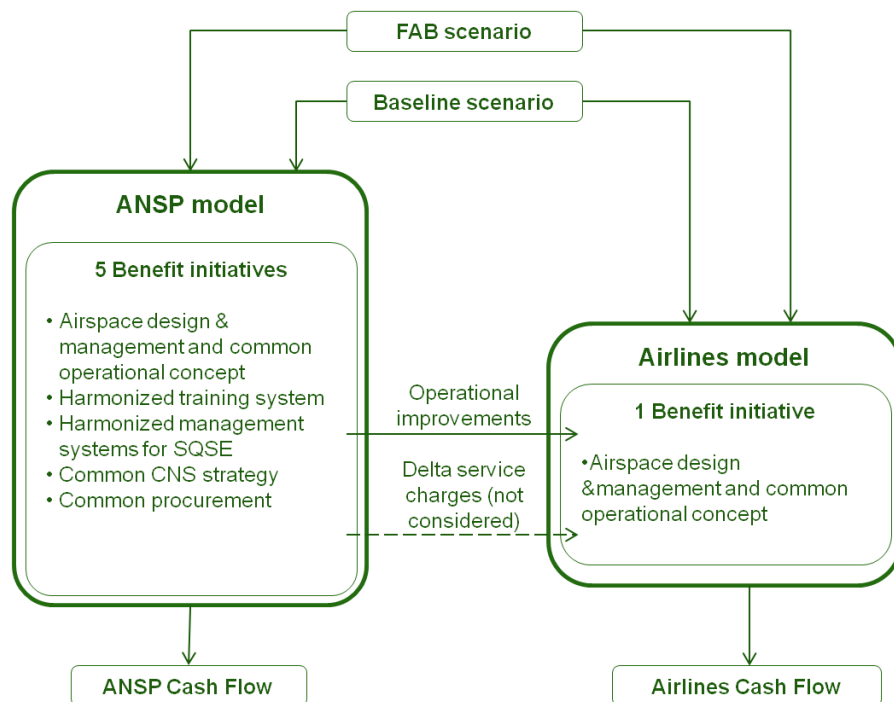 FAB scenario
Baseline scenario
ANSP model
5 Benefit initiatives
• Airspace design &
management and common
operational concept
• Harmonized training system
• Harmonized management
systems for SQSE
• Common CNS strategy
• Common procurement
Operational
improvements
Delta service
charges (not
considered)
Airlines model
1 Benefit initiative
•Airspace design
&management and common
operational concept
ANSP Cash Flow
Airlines Cash Flow